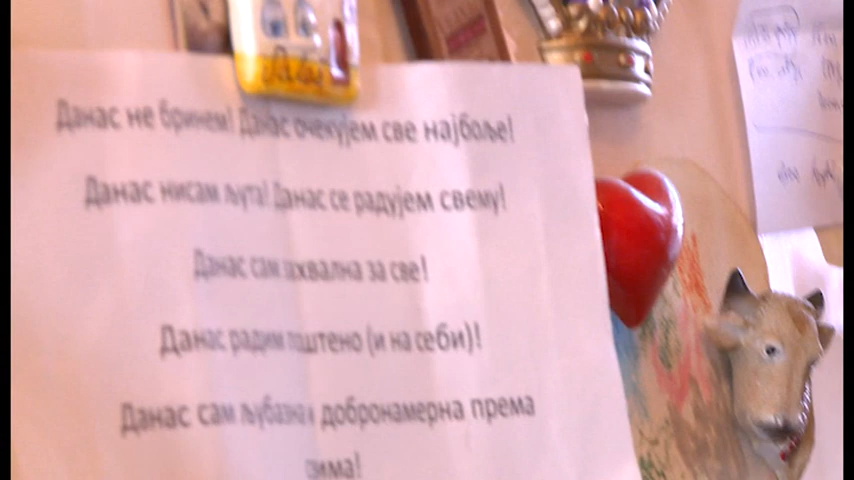 Данас не бринем! Данас очекујем све најбоље!
Данас нисам љута! Данас се радујем свему!
Данас сам захвална за све!
Данас радим поштено (и на себи)!
Данас сам љубазна и добронамерна према
свима!